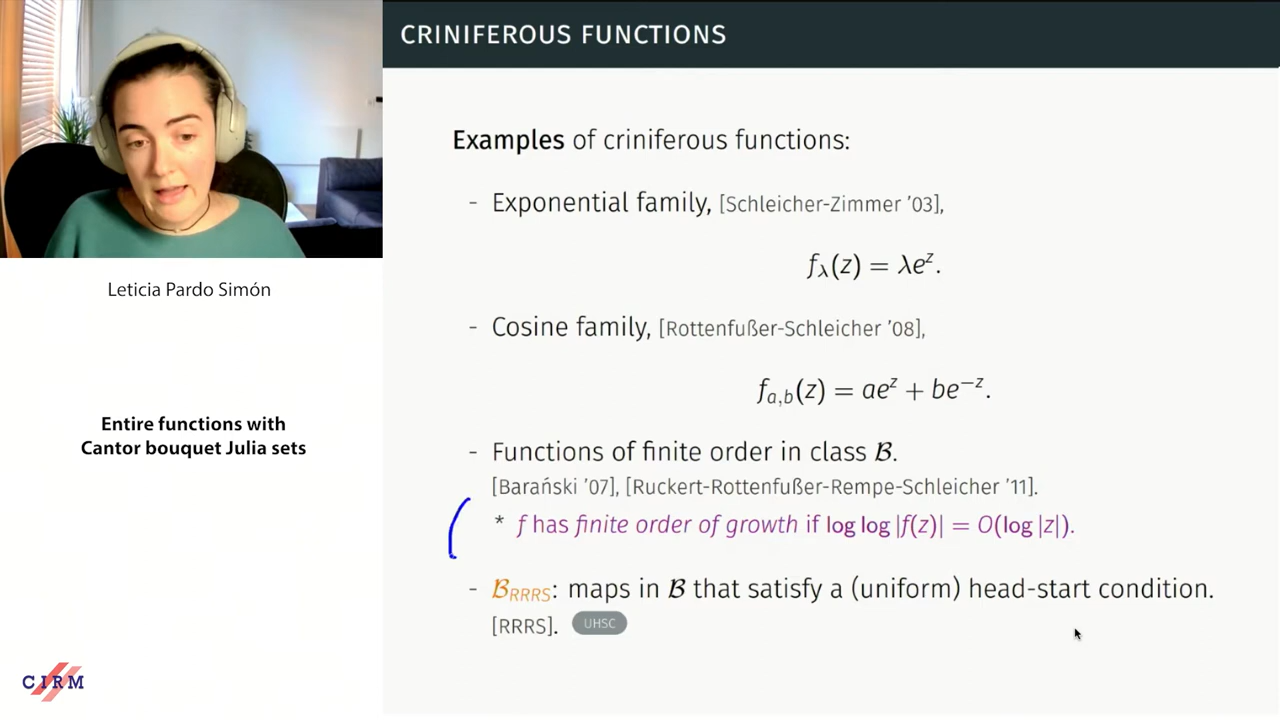 CRINIFEROUS FUNCTIONS
Examples of criniferous functions:
- Exponential family, [Schleicher-Zimmer '03],
fλ(z) = λe^z.
- Cosine family, [Rottenfußer-Schleicher '08],
f_{a,b}(z) = ae^z + be^{−z}.
- Functions of finite order in class 𝓑.
[Barański '07], [Ruckert-Rottenfußer-Rempe-Schleicher '11].
* f has finite order of growth if log log |f(z)| = O(log |z|).
- 𝓑_{RRRS}: maps in 𝓑 that satisfy a (uniform) head-start condition.
[RRRS]. UHSC
Leticia Pardo Simón
Entire functions with
Cantor bouquet Julia sets
CIRM